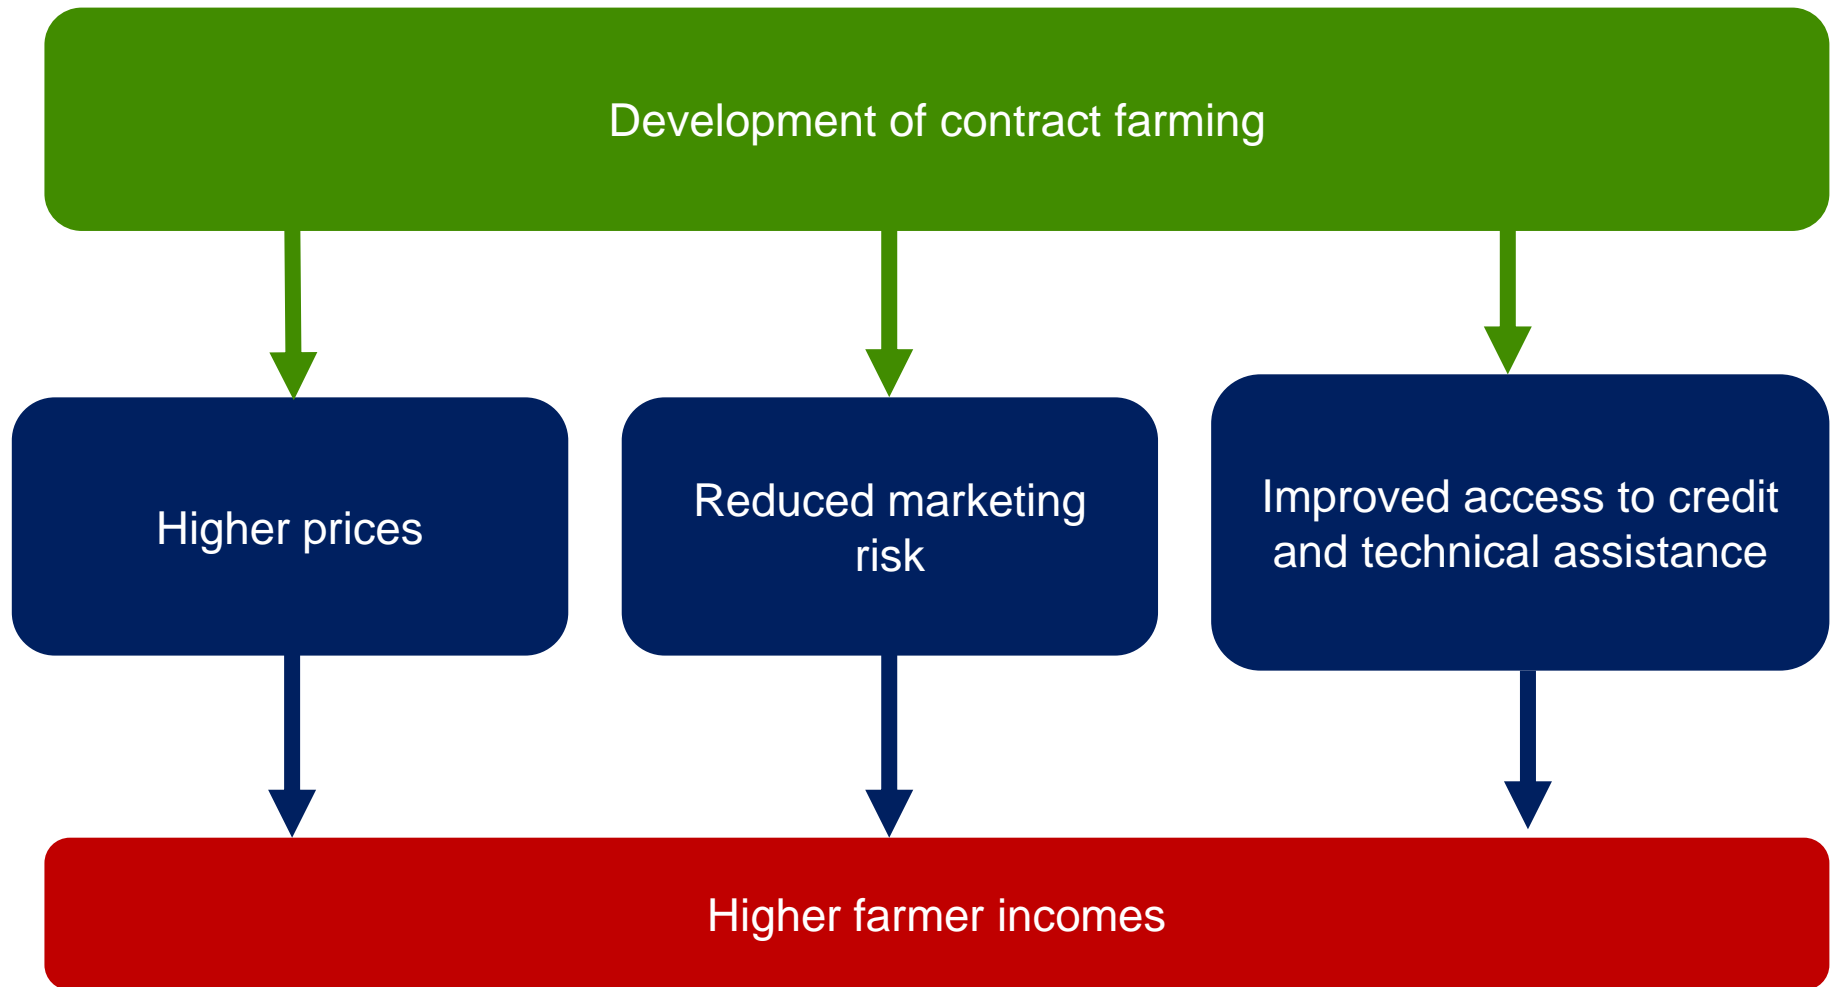 Development of contract farming
Higher prices
Reduced marketing
risk
Improved access to credit
and technical assistance
Higher farmer incomes